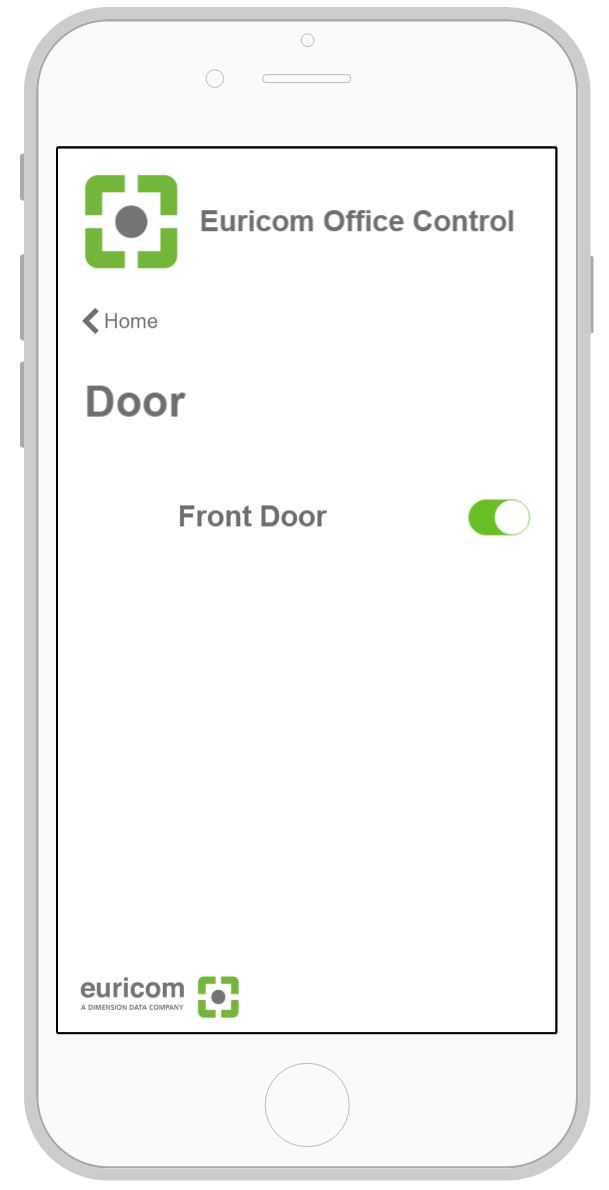 Euricom Office Control
Home
Door
Front Door
euricom
A DIMENSION DATA COMPANY